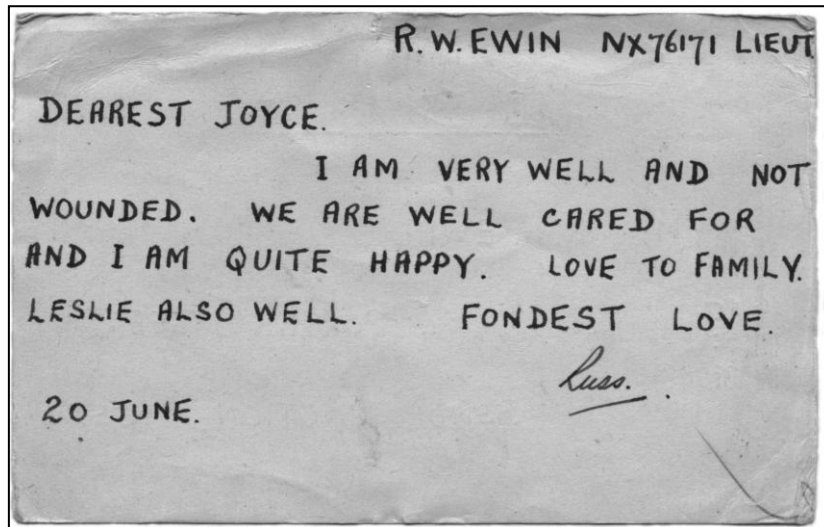 R.W. EWIN NX76171 LIEUT
DEAREST JOYCE.
I AM VERY WELL AND NOT
WOUNDED. WE ARE WELL CARED FOR
AND I AM QUITE HAPPY. LOVE TO FAMILY.
LESLIE ALSO WELL. FONDEST LOVE.
Russ.
20 JUNE.